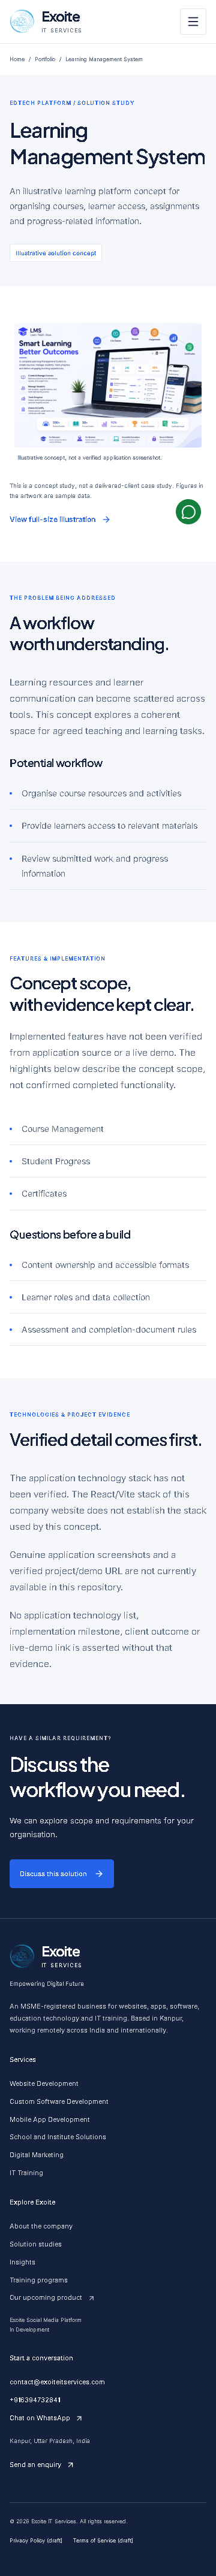 Exoite
IT SERVICES
Home / Portfolio / Learning Management System
EDTECH PLATFORM / SOLUTION STUDY
Learning
Management System
An illustrative learning platform concept for
organising courses, learner access, assignments
and progress-related information.
Illustrative solution concept
LMS
Smart Learning
Better Outcomes
Illustrative concept, not a verified application screenshot.
This is a concept study, not a delivered-client case study. Figures in
the artwork are sample data.
View full-size illustration →
THE PROBLEM BEING ADDRESSED
A workflow
worth understanding.
Learning resources and learner
communication can become scattered across
tools. This concept explores a coherent
space for agreed teaching and learning tasks.
Potential workflow
Organise course resources and activities
Provide learners access to relevant materials
Review submitted work and progress
information
FEATURES & IMPLEMENTATION
Concept scope,
with evidence kept clear.
Implemented features have not been verified
from application source or a live demo. The
highlights below describe the concept scope,
not confirmed completed functionality.
Course Management
Student Progress
Certificates
Questions before a build
Content ownership and accessible formats
Learner roles and data collection
Assessment and completion-document rules
TECHNOLOGIES & PROJECT EVIDENCE
Verified detail comes first.
The application technology stack has not
been verified. The React/Vite stack of this
company website does not establish the stack
used by this concept.
Genuine application screenshots and a
verified project/demo URL are not currently
available in this repository.
No application technology list,
implementation milestone, client outcome or
live-demo link is asserted without that
evidence.
HAVE A SIMILAR REQUIREMENT?
Discuss the
workflow you need.
We can explore scope and requirements for your
organisation.
Discuss this solution →
Exoite
IT SERVICES
Empowering Digital Future
An MSME-registered business for websites, apps, software,
education technology and IT training. Based in Kanpur,
working remotely across India and internationally.
Services
Website Development
Custom Software Development
Mobile App Development
School and Institute Solutions
Digital Marketing
IT Training
Explore Exoite
About the company
Solution studies
Insights
Training programs
Our upcoming product ↗
Exoite Social Media Platform
In Development
Start a conversation
contact@exoiteitservices.com
+916394732841
Chat on WhatsApp ↗
Kanpur, Uttar Pradesh, India
Send an enquiry ↗
© 2026 Exoite IT Services. All rights reserved.
Privacy Policy (draft) Terms of Service (draft)